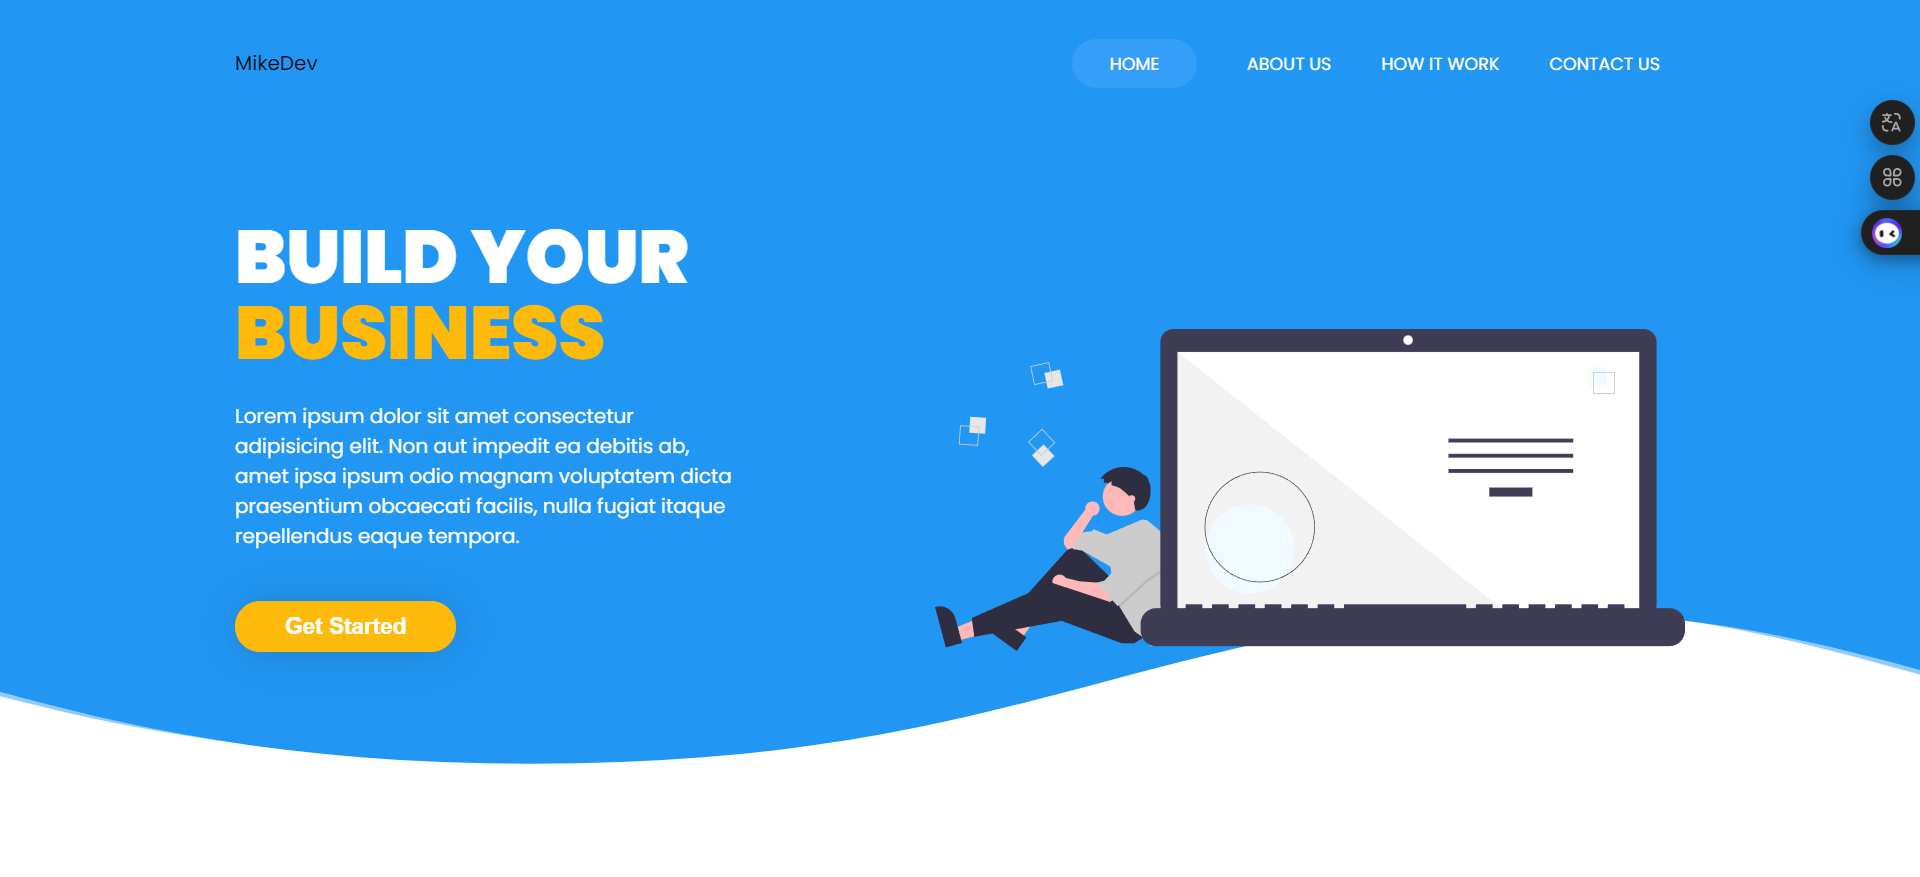 MikeDev
HOME
ABOUT US
HOW IT WORK
CONTACT US
BUILD YOUR
BUSINESS
Lorem ipsum dolor sit amet consectetur
adipisicing elit. Non aut impedit ea debitis ab,
amet ipsa ipsum odio magnam voluptatem dicta
praesentium obcaecati facilis, nulla fugiat itaque
repellendus eaque tempora.
Get Started